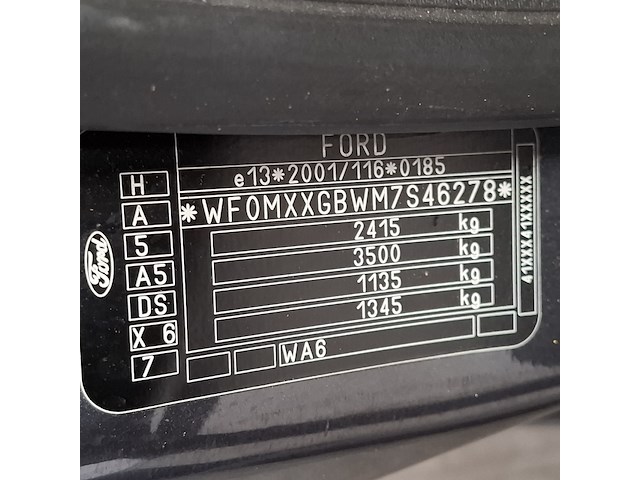 FORD
e13*2001/116*0185
*WF0MXXGBWM7S46278*
2415 kg
3500 kg
1135 kg
1345 kg
WA6
H
A
5
A5
DS
X 6
7
Ford
41XXX41XXXXX